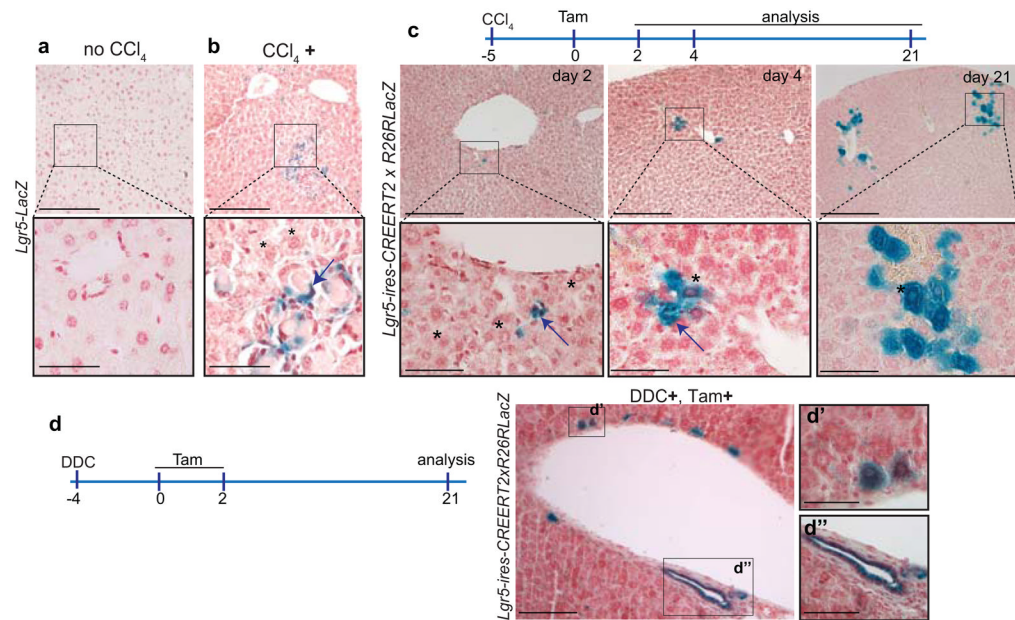 a
no CCl4
b
CCl4 +
c
CCl4
Tam
analysis
-5
0
2
4
21
Lgr5-LacZ
*
*
Lgr5-ires-CREERT2 x R26RLacZ
day 2
day 4
day 21
*
*
*
*
*
d
DDC
Tam
analysis
-4
0
2
21
DDC+, Tam+
Lgr5-ires-CREERT2xR26RLacZ
d'
d''
d'
d''